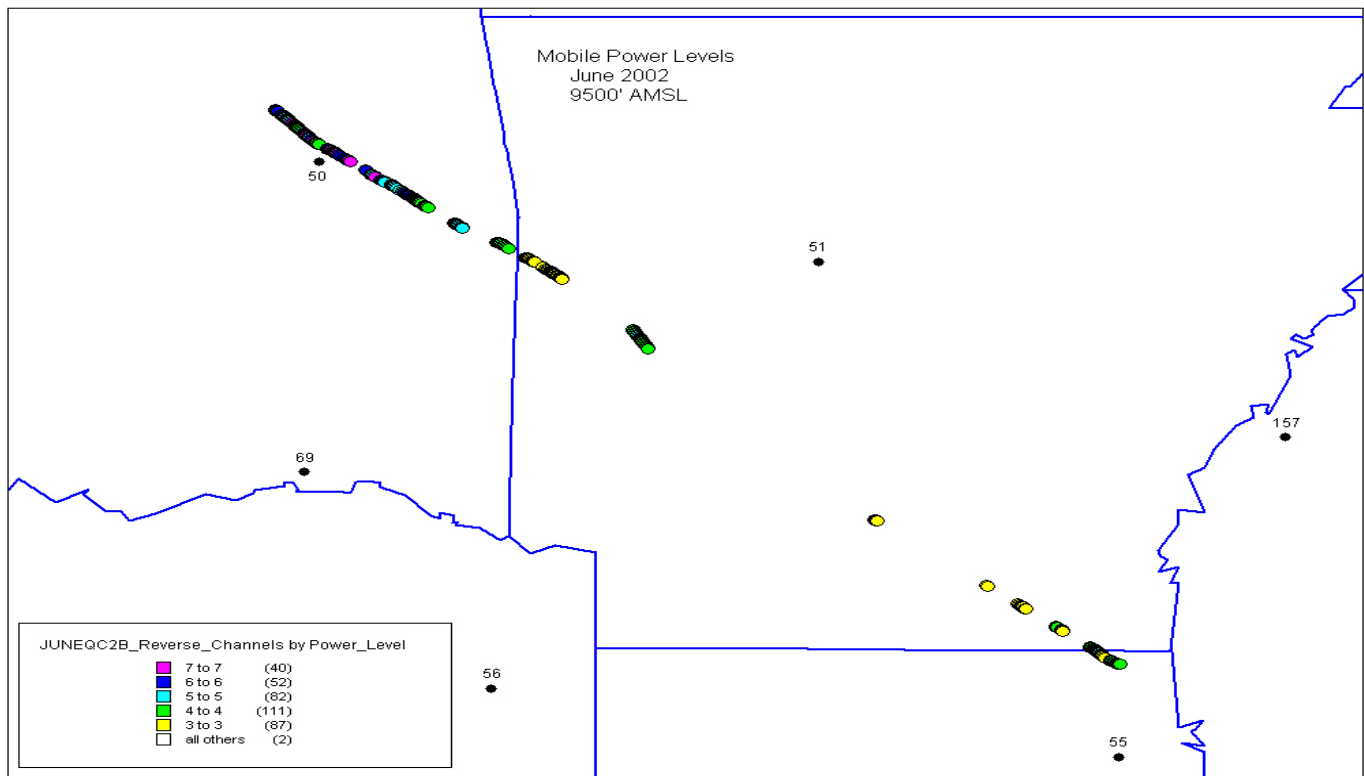 Mobile Power Levels
June 2002
9500' AMSL
50
51
157
69
56
55
JUNEQC2B_Reverse_Channels by Power_Level
7 to 7 (40)
6 to 6 (52)
5 to 5 (82)
4 to 4 (111)
3 to 3 (87)
all others (2)